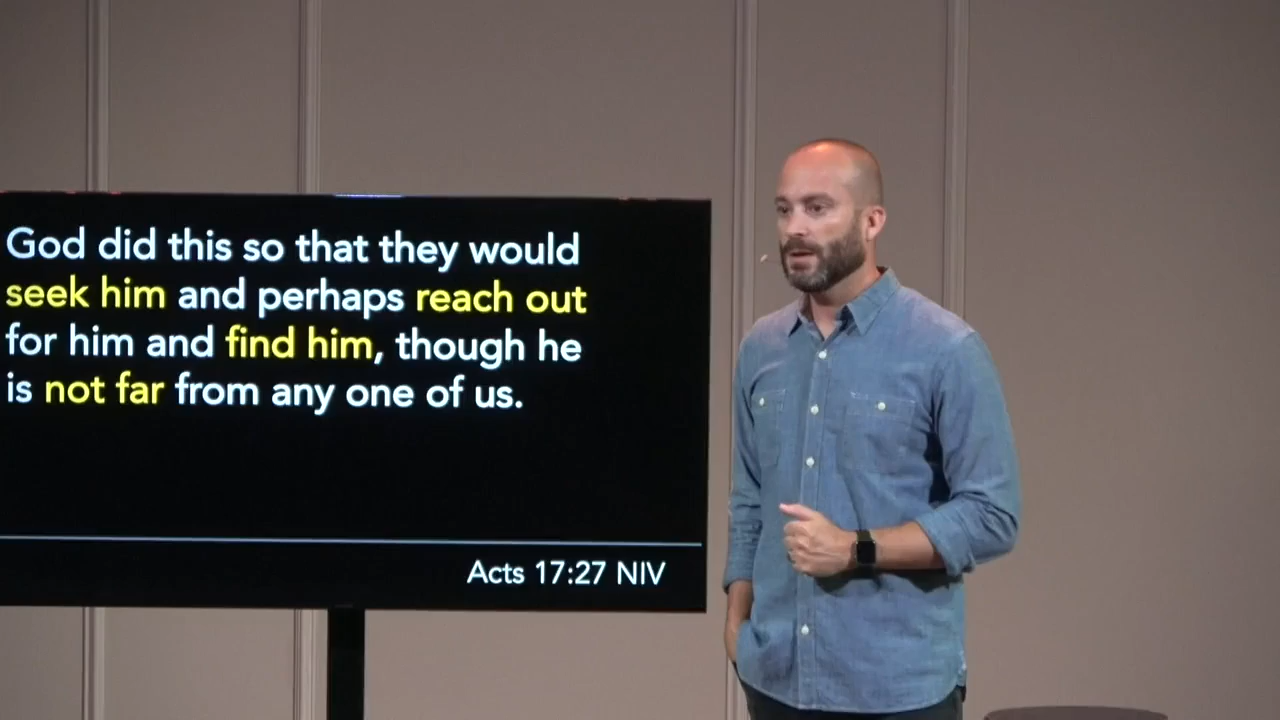 God did this so that they would
seek him and perhaps reach out
for him and find him, though he
is not far from any one of us.
Acts 17:27 NIV